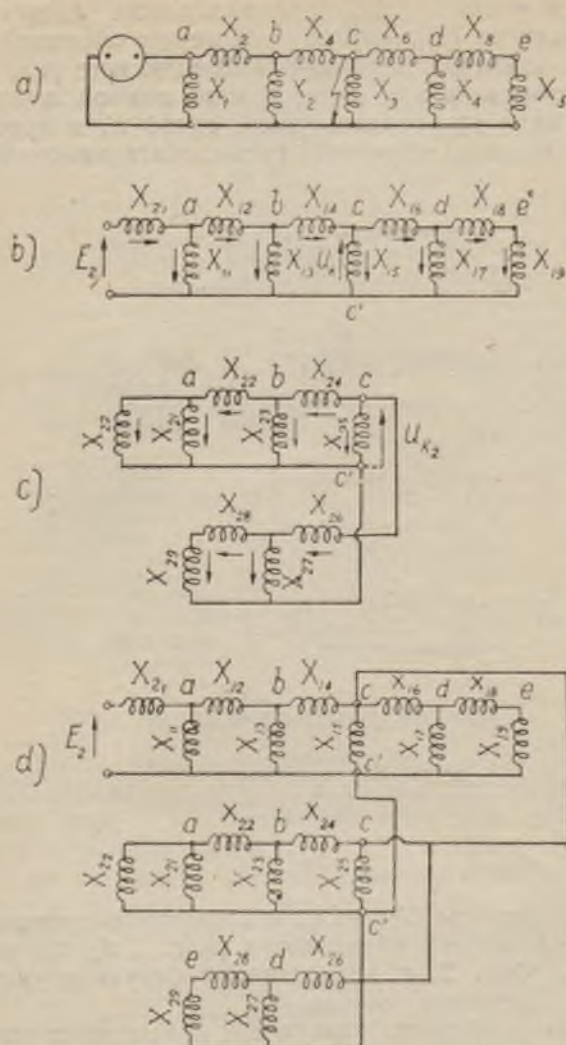 a b c d e
X₂ X₄ X₆ X₈
a)
X₁ X₂ X₃ X₄ X₅
X₂₁ a X₁₂ b X₁₄ c X₁₆ d X₁₈ e
b) E₂ X₁₁ X₁₃ X₁₅ X₁₇ X₁₉
c'
a X₂₂ b X₂₄ c
X₂₂ X₂₁ X₂₃ X₂₅ U_K₂
c'
c)
X₂₈ X₂₆
X₂₉ X₂₇
X₂₁ a X₁₂ b X₁₄ c X₁₆ d X₁₈ e
E₂ X₁₁ X₁₃ X₁₅ X₁₇ X₁₉
d)
c'
a X₂₂ b X₂₄ c
X₂₂ X₂₁ X₂₃ X₂₅
c'
e X₂₈ d X₂₆
X₂₉ X₂₇